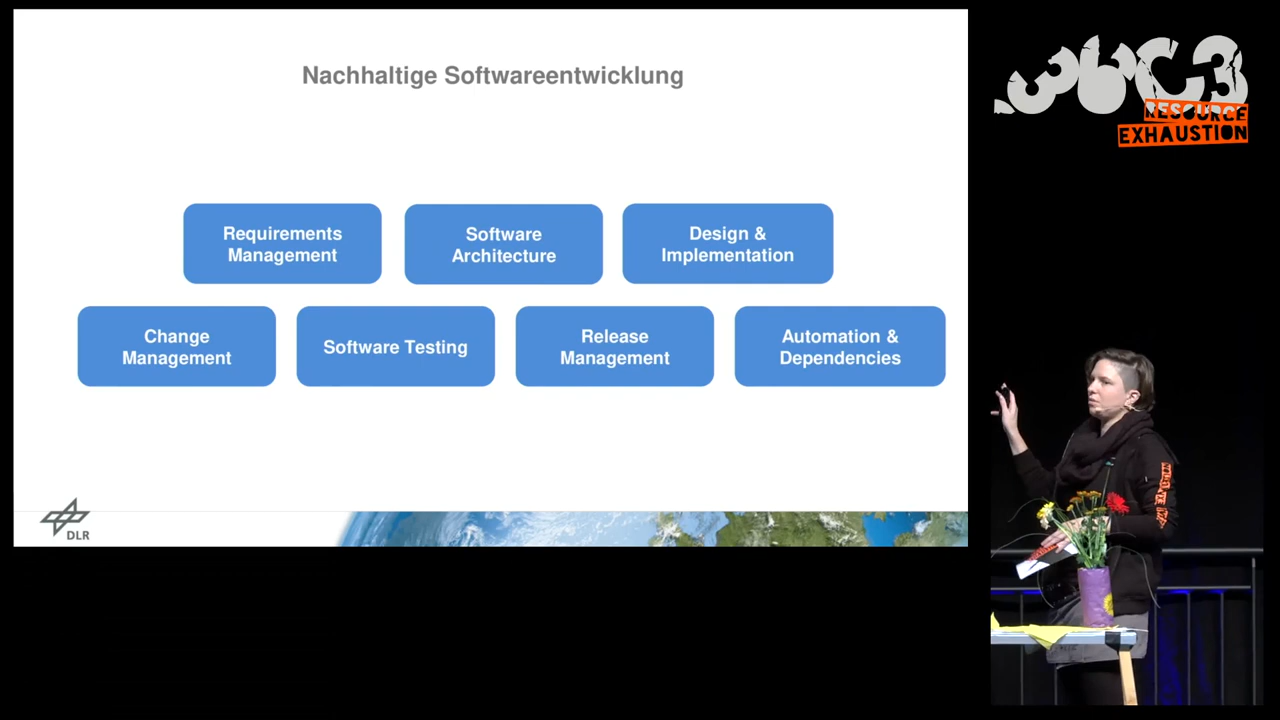 Nachhaltige Softwareentwicklung
Requirements
Management
Software
Architecture
Design &
Implementation
Change
Management
Software Testing
Release
Management
Automation &
Dependencies
DLR
36C3
RESOURCE
EXHAUSTION